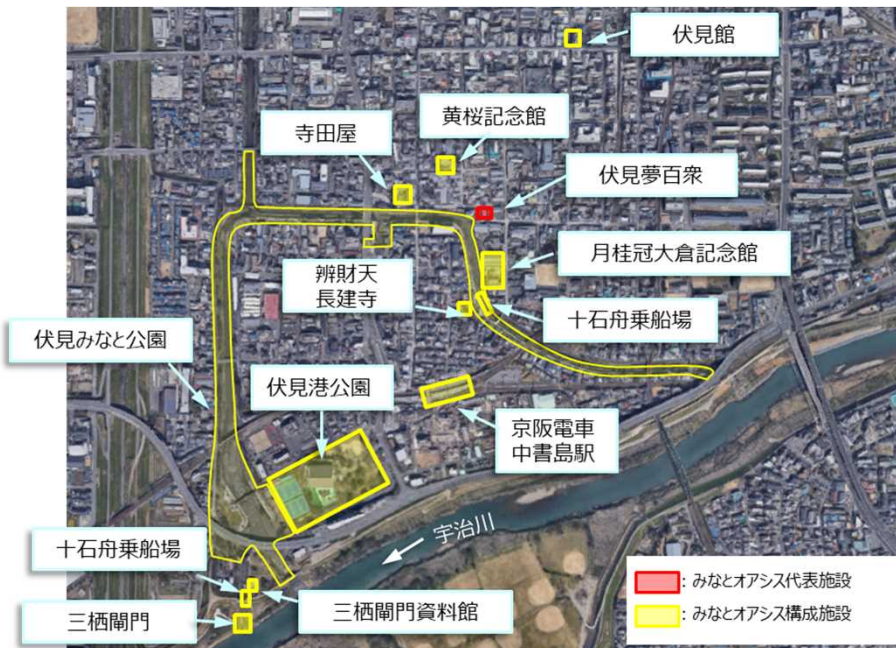 伏見館
黄桜記念館
寺田屋
伏見夢百衆
月桂冠大倉記念館
辨財天
長建寺
十石舟乗船場
伏見みなと公園
伏見港公園
京阪電車
中書島駅
宇治川
十石舟乗船場
三栖閘門資料館
三栖閘門
: みなとオアシス代表施設
: みなとオアシス構成施設